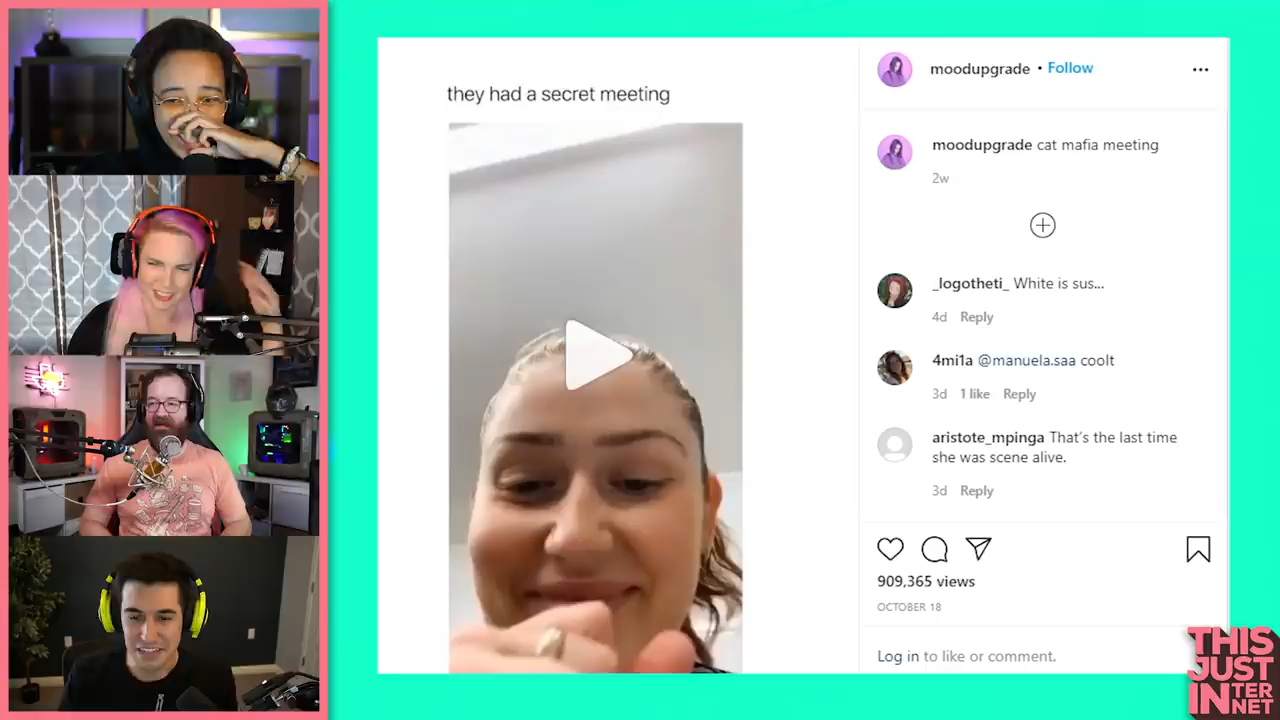 they had a secret meeting
moodupgrade • Follow
moodupgrade cat mafia meeting
2w
_logotheti_ White is sus...
4d Reply
4mi1a @manuela.saa coolt
3d 1 like Reply
aristote_mpinga That's the last time
she was scene alive.
3d Reply
909,365 views
OCTOBER 18
Log in to like or comment.
THIS
JUST
INTER
NET